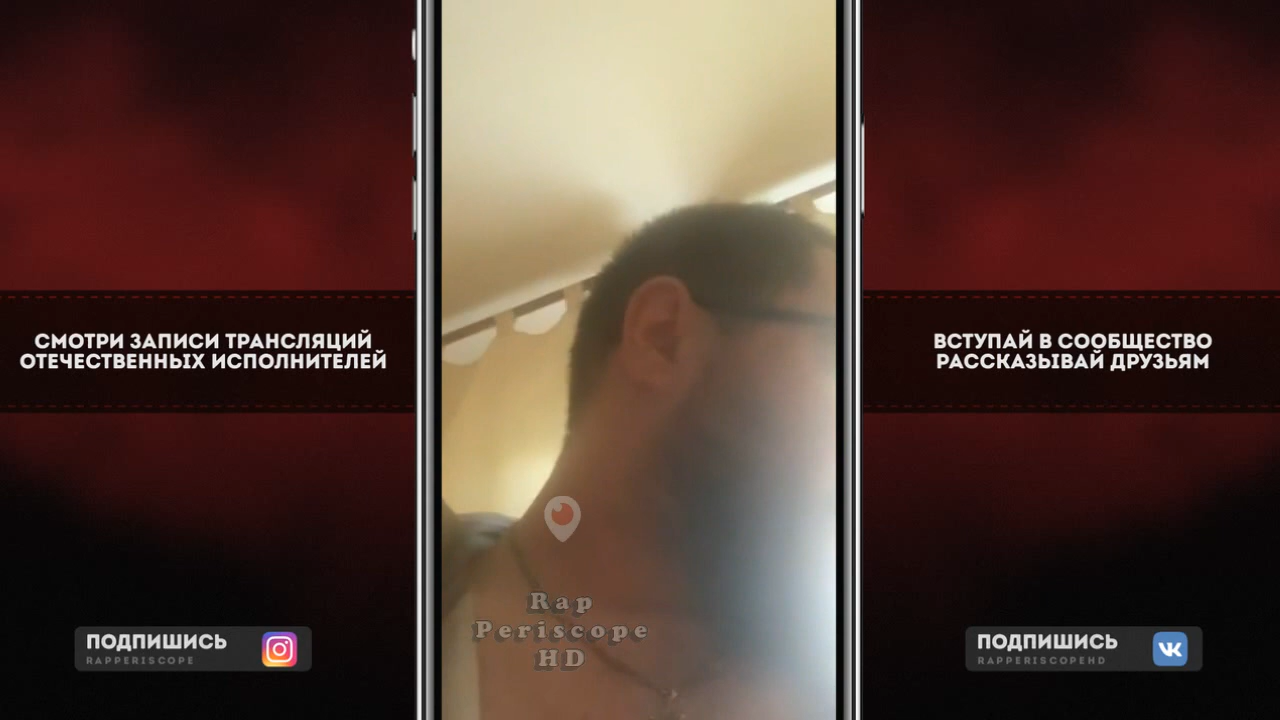 СМОТРИ ЗАПИСИ ТРАНСЛЯЦИЙ
ОТЕЧЕСТВЕННЫХ ИСПОЛНИТЕЛЕЙ
ВСТУПАЙ В СООБЩЕСТВО
РАССКАЗЫВАЙ ДРУЗЬЯМ
Rap
Periscope
HD
ПОДПИШИСЬ
RAPPERISCOPE
ПОДПИШИСЬ
RAPPERISCOPEHD